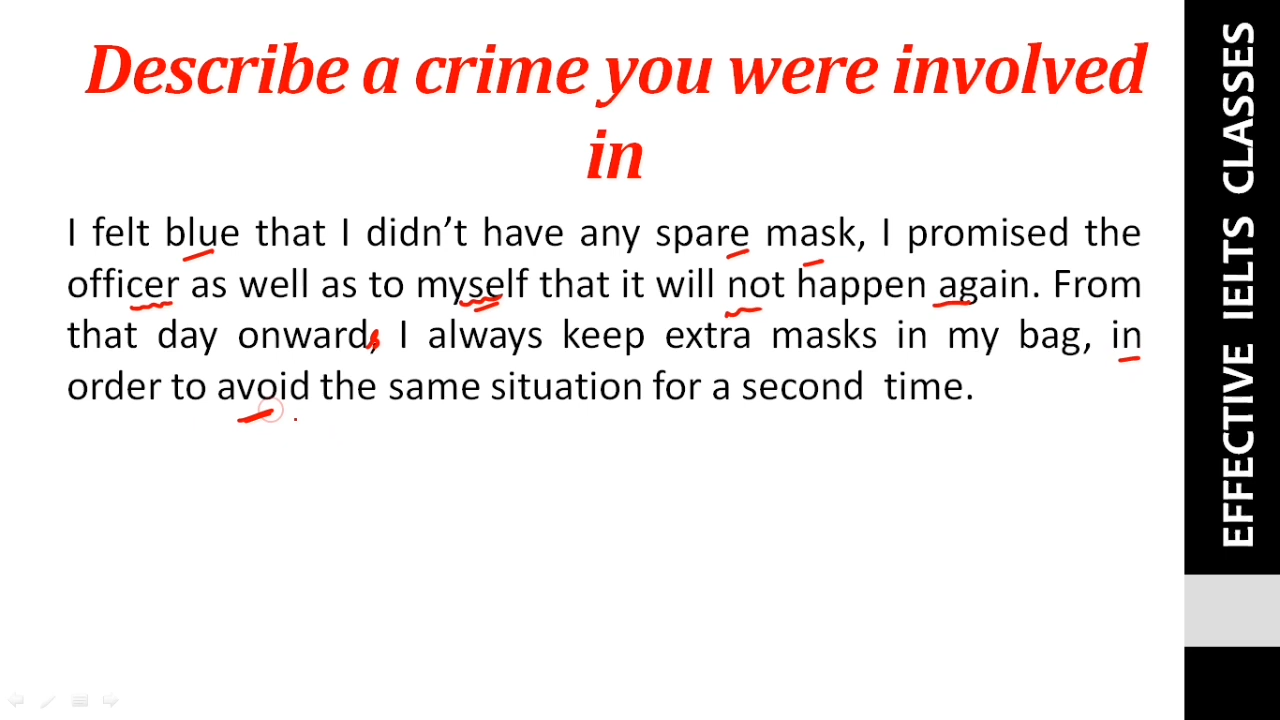 Describe a crime you were involved
in
I felt blue that I didn’t have any spare mask, I promised the
officer as well as to myself that it will not happen again. From
that day onward, I always keep extra masks in my bag, in
order to avoid the same situation for a second time.
EFFECTIVE IELTS CLASSES